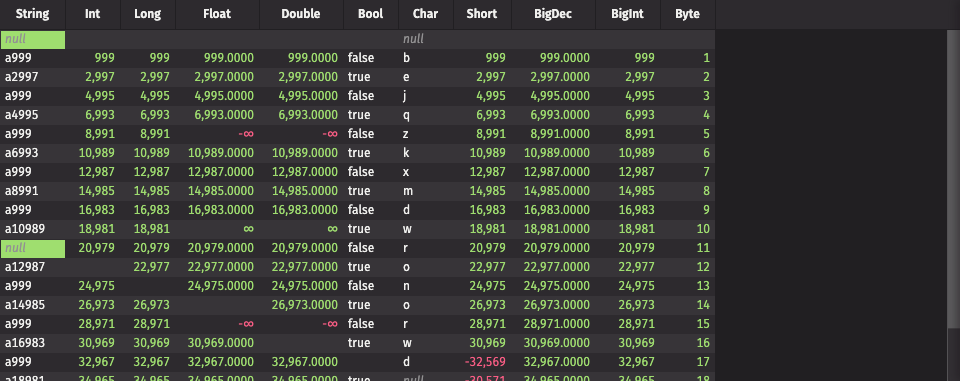 String Int Long Float Double Bool Char Short BigDec BigInt Byte
null null
a999 999 999 999.0000 999.0000 false b 999 999.0000 999 1
a2997 2,997 2,997 2,997.0000 2,997.0000 true e 2,997 2,997.0000 2,997 2
a999 4,995 4,995 4,995.0000 4,995.0000 false j 4,995 4,995.0000 4,995 3
a4995 6,993 6,993 6,993.0000 6,993.0000 true q 6,993 6,993.0000 6,993 4
a999 8,991 8,991 -∞ -∞ false z 8,991 8,991.0000 8,991 5
a6993 10,989 10,989 10,989.0000 10,989.0000 true k 10,989 10,989.0000 10,989 6
a999 12,987 12,987 12,987.0000 12,987.0000 false x 12,987 12,987.0000 12,987 7
a8991 14,985 14,985 14,985.0000 14,985.0000 true m 14,985 14,985.0000 14,985 8
a999 16,983 16,983 16,983.0000 16,983.0000 false d 16,983 16,983.0000 16,983 9
a10989 18,981 18,981 ∞ ∞ true w 18,981 18,981.0000 18,981 10
null 20,979 20,979 20,979.0000 20,979.0000 false r 20,979 20,979.0000 20,979 11
a12987 22,977 22,977.0000 22,977.0000 true o 22,977 22,977.0000 22,977 12
a999 24,975 24,975.0000 24,975.0000 false n 24,975 24,975.0000 24,975 13
a14985 26,973 26,973 26,973.0000 true o 26,973 26,973.0000 26,973 14
a999 28,971 28,971 -∞ -∞ false r 28,971 28,971.0000 28,971 15
a16983 30,969 30,969 30,969.0000 true w 30,969 30,969.0000 30,969 16
a999 32,967 32,967 32,967.0000 32,967.0000 d -32,569 32,967.0000 32,967 17
a18981 34,965 34,965 34,965.0000 34,965.0000 true null -30,571 34,965.0000 34,965 18